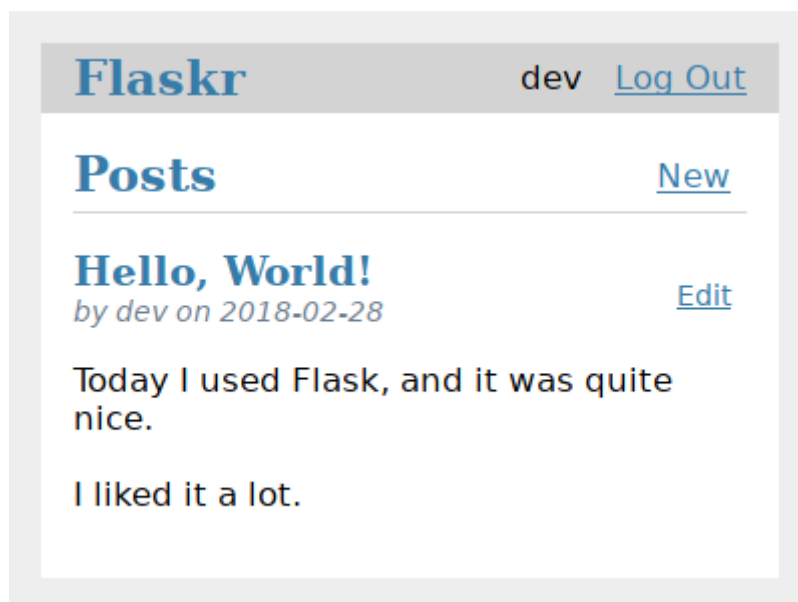 Flaskr dev Log Out
Posts New
Hello, World!
by dev on 2018-02-28 Edit
Today I used Flask, and it was quite
nice.
I liked it a lot.